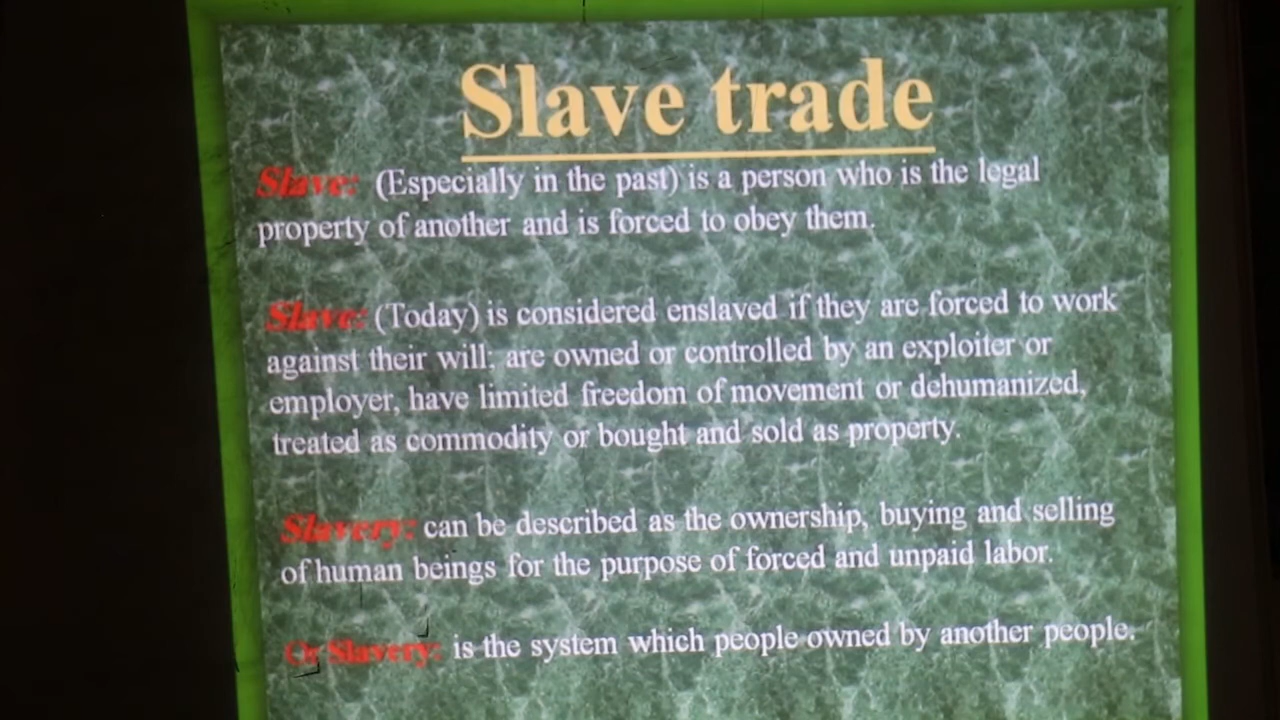 Slave trade
Slave: (Especially in the past) is a person who is the legal
property of another and is forced to obey them.
Slave: (Today) is considered enslaved if they are forced to work
against their will; are owned or controlled by an exploiter or
employer, have limited freedom of movement or dehumanized,
treated as commodity or bought and sold as property.
Slavery: can be described as the ownership, buying and selling
of human beings for the purpose of forced and unpaid labor.
Or Slavery: is the system which people owned by another people.